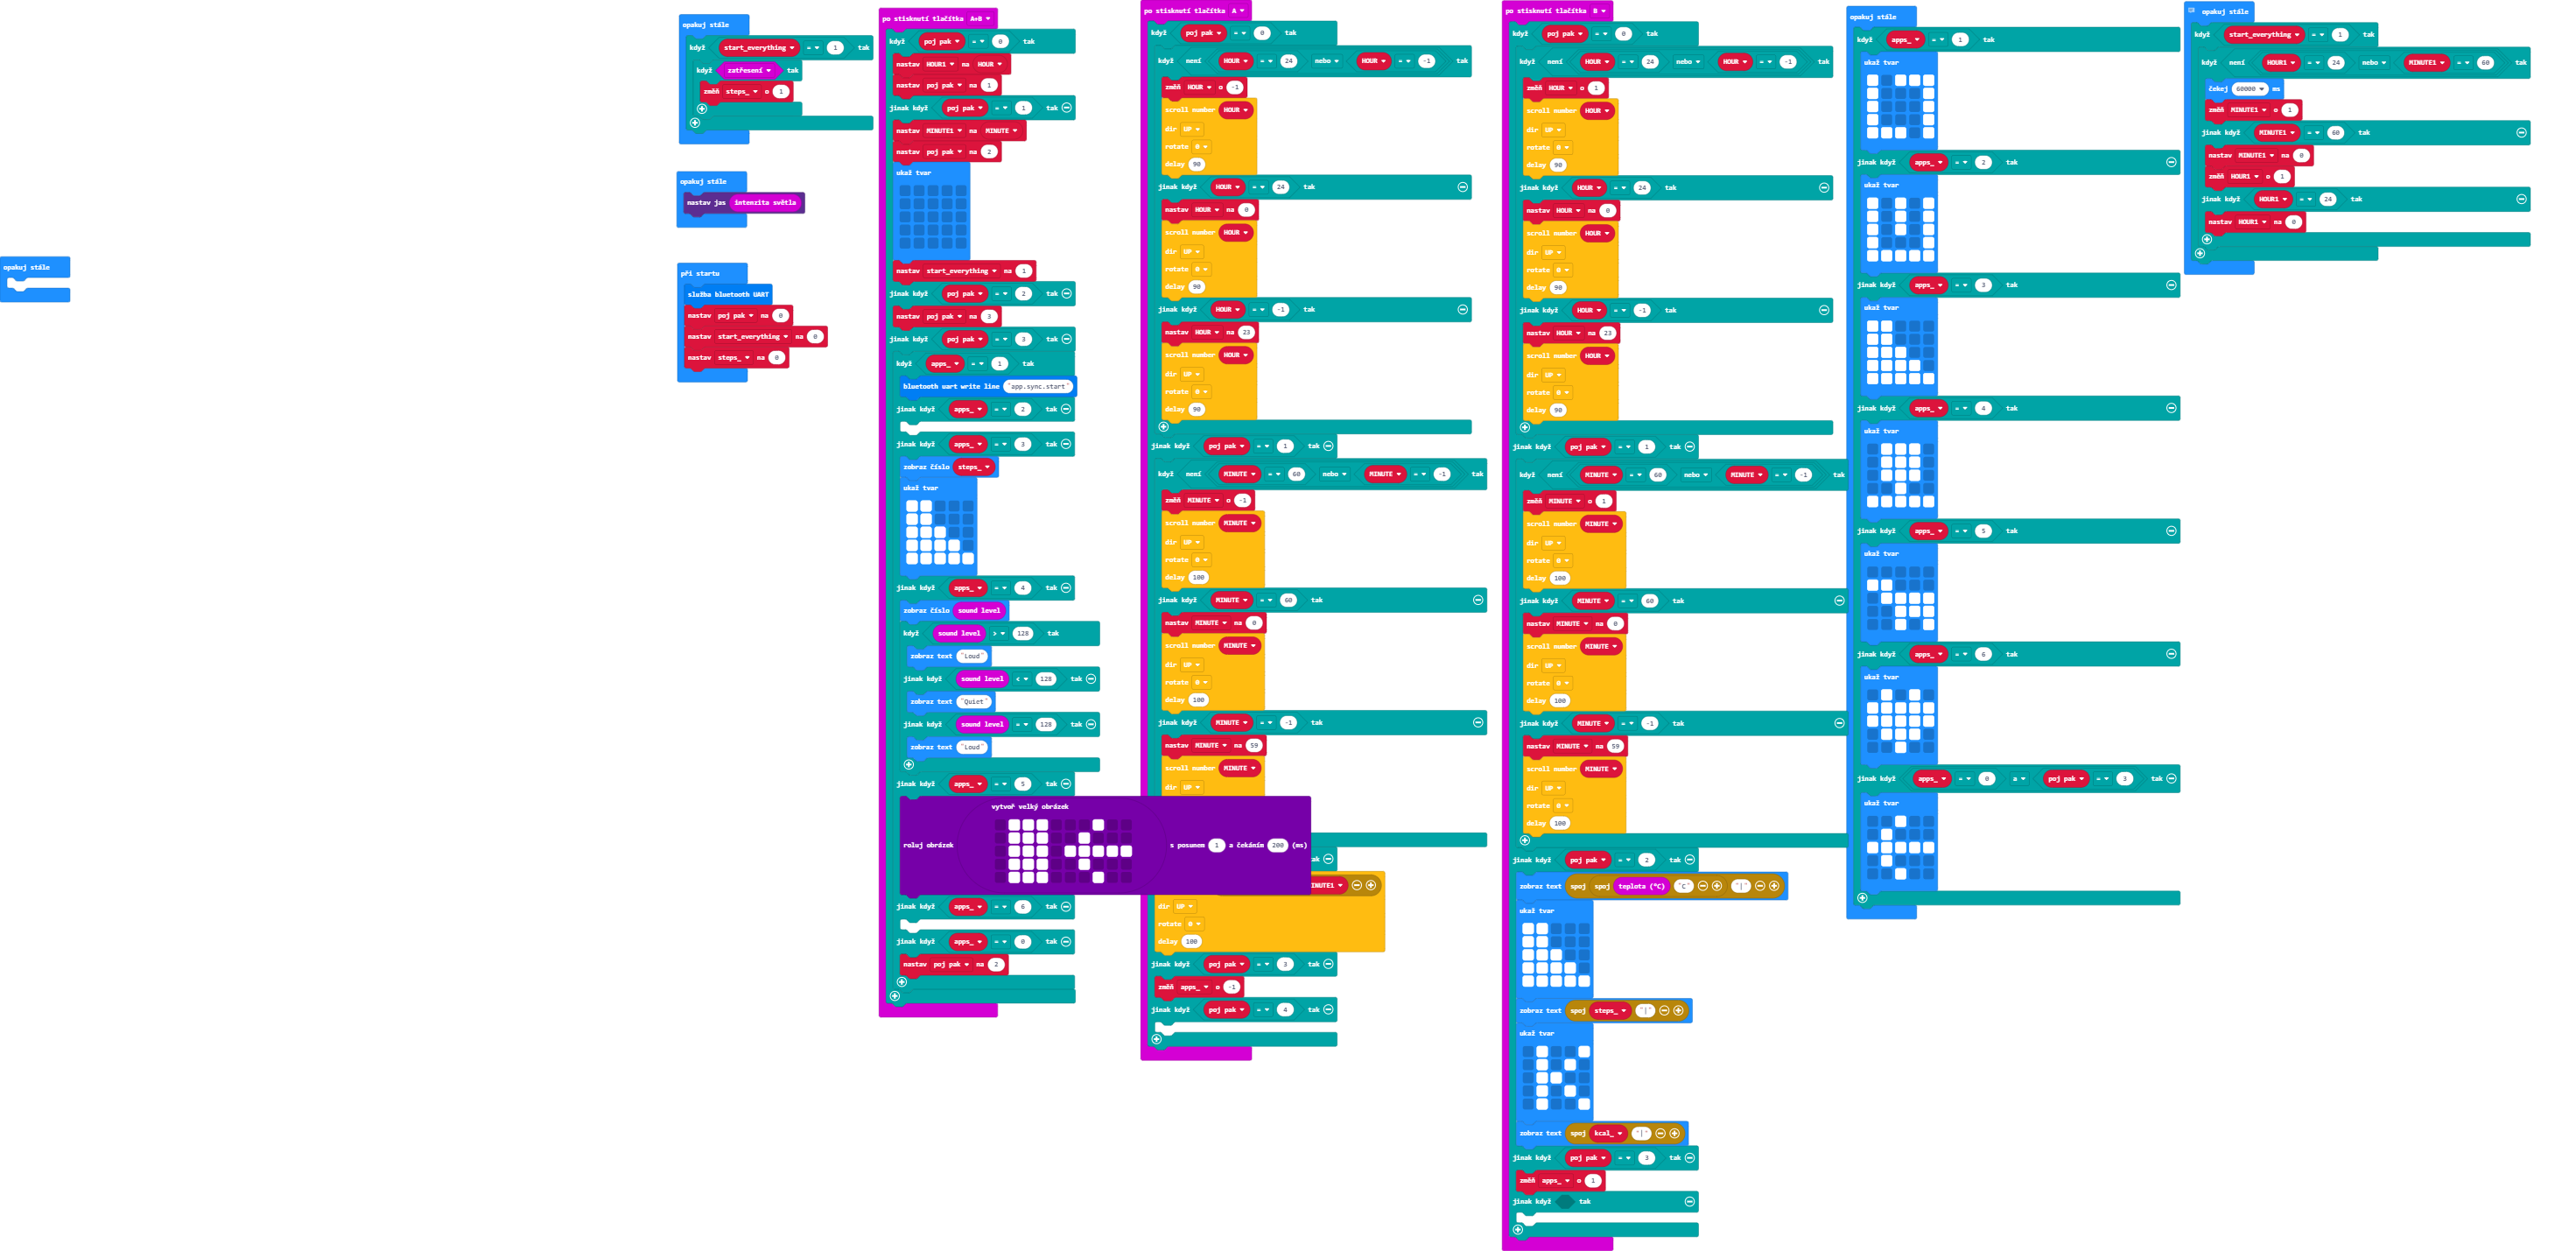 opakuj stále
opakuj stále
když start_everything = 1 tak
když zatřesení tak
změň steps_ o 1
opakuj stále
nastav jas intenzita světla
při startu
služba bluetooth UART
nastav poj pak na 0
nastav start_everything na 0
nastav steps_ na 0
po stisknutí tlačítka A+B
když poj pak = 0 tak
nastav HOUR1 na HOUR
nastav poj pak na 1
jinak když poj pak = 1 tak
nastav MINUTE1 na MINUTE
nastav poj pak na 2
ukaž tvar
nastav start_everything na 1
jinak když poj pak = 2 tak
nastav poj pak na 3
jinak když poj pak = 3 tak
když apps_ = 1 tak
bluetooth uart write line "app.sync.start"
jinak když apps_ = 2 tak
jinak když apps_ = 3 tak
zobraz číslo steps_
ukaž tvar
jinak když apps_ = 4 tak
zobraz číslo sound level
když sound level > 128 tak
zobraz text "Loud"
jinak když sound level < 128 tak
zobraz text "Quiet"
jinak když sound level = 128 tak
zobraz text "Loud"
jinak když apps_ = 5 tak
vytvoř velký obrázek
roluj obrázek s posunem 1 a čekáním 200 (ms)
jinak když apps_ = 6 tak
jinak když apps_ = 0 tak
nastav poj pak na 2
po stisknutí tlačítka A
když poj pak = 0 tak
když není HOUR = 24 nebo HOUR = -1 tak
změň HOUR o -1
scroll number HOUR
dir UP
rotate 0
delay 90
jinak když HOUR = 24 tak
nastav HOUR na 0
scroll number HOUR
dir UP
rotate 0
delay 90
jinak když HOUR = -1 tak
nastav HOUR na 23
scroll number HOUR
dir UP
rotate 0
delay 90
jinak když poj pak = 1 tak
když není MINUTE = 60 nebo MINUTE = -1 tak
změň MINUTE o -1
scroll number MINUTE
dir UP
rotate 0
delay 100
jinak když MINUTE = 60 tak
nastav MINUTE na 0
scroll number MINUTE
dir UP
rotate 0
delay 100
jinak když MINUTE = -1 tak
nastav MINUTE na 59
scroll number MINUTE
dir UP
dir UP
rotate 0
delay 100
jinak když poj pak = 3 tak
změň apps_ o -1
jinak když poj pak = 4 tak
po stisknutí tlačítka B
když poj pak = 0 tak
když není HOUR = 24 nebo HOUR = -1 tak
změň HOUR o 1
scroll number HOUR
dir UP
rotate 0
delay 90
jinak když HOUR = 24 tak
nastav HOUR na 0
scroll number HOUR
dir UP
rotate 0
delay 90
jinak když HOUR = -1 tak
nastav HOUR na 23
scroll number HOUR
dir UP
rotate 0
delay 90
jinak když poj pak = 1 tak
když není MINUTE = 60 nebo MINUTE = -1 tak
změň MINUTE o 1
scroll number MINUTE
dir UP
rotate 0
delay 100
jinak když MINUTE = 60 tak
nastav MINUTE na 0
scroll number MINUTE
dir UP
rotate 0
delay 100
jinak když MINUTE = -1 tak
nastav MINUTE na 59
scroll number MINUTE
dir UP
rotate 0
delay 100
jinak když poj pak = 2 tak
zobraz text spoj spoj teplota (°C) "C" "|"
ukaž tvar
zobraz text spoj steps_ "|"
ukaž tvar
zobraz text spoj kcal_ "|"
jinak když poj pak = 3 tak
změň apps_ o 1
jinak když tak
opakuj stále
když apps_ = 1 tak
ukaž tvar
jinak když apps_ = 2 tak
ukaž tvar
jinak když apps_ = 3 tak
ukaž tvar
jinak když apps_ = 4 tak
ukaž tvar
jinak když apps_ = 5 tak
ukaž tvar
jinak když apps_ = 6 tak
ukaž tvar
jinak když apps_ = 0 a poj pak = 3 tak
ukaž tvar
opakuj stále
když start_everything = 1 tak
když není HOUR1 = 24 nebo MINUTE1 = 60 tak
čekej 60000 ms
změň MINUTE1 o 1
jinak když MINUTE1 = 60 tak
nastav MINUTE1 na 0
změň HOUR1 o 1
jinak když HOUR1 = 24 tak
nastav HOUR1 na 0